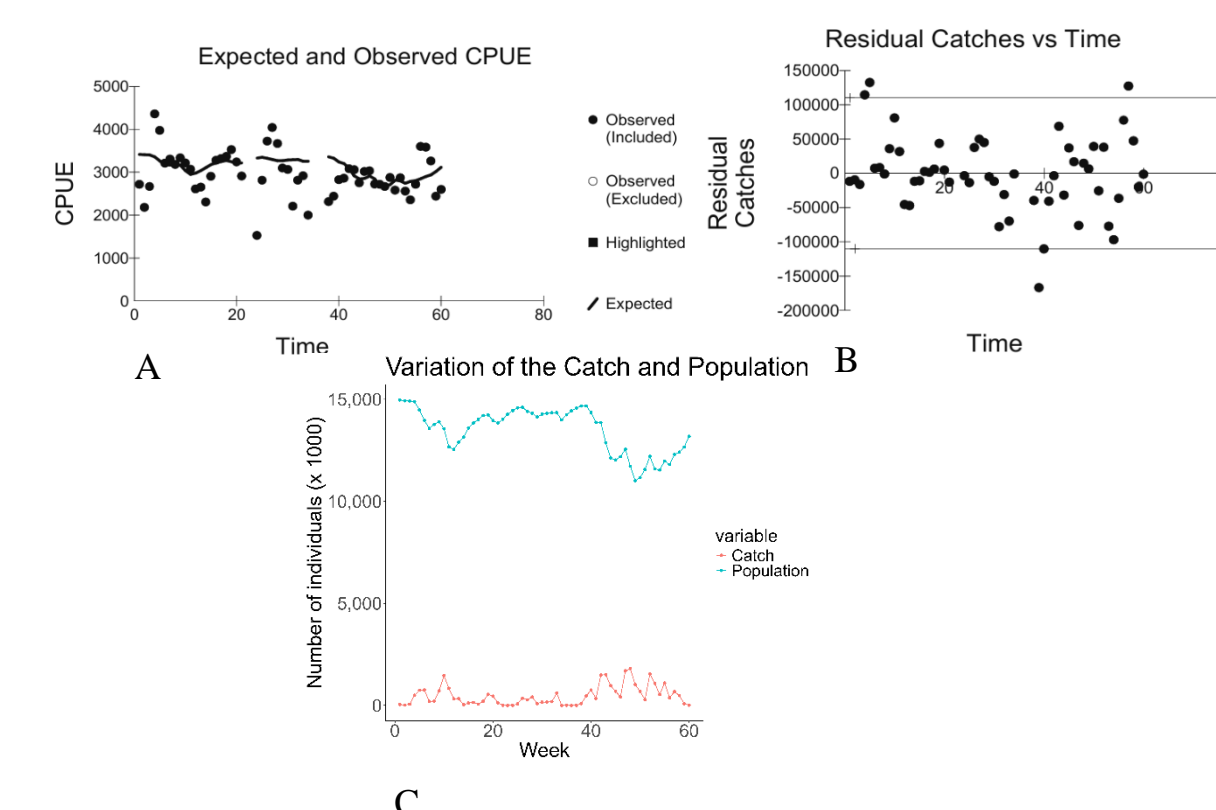 Expected and Observed CPUE
5000
4000
3000
2000
1000
0
CPUE
0 20 40 60 80
Time
Observed
(Included)
Observed
(Excluded)
Highlighted
Expected
A
Residual Catches vs Time
150000
100000
50000
0
-50000
-100000
-150000
-200000
Residual
Catches
20 40 60
Time
B
Variation of the Catch and Population
15,000
10,000
5,000
0
Number of individuals (x 1000)
0 20 40 60
Week
variable
Catch
Population
C